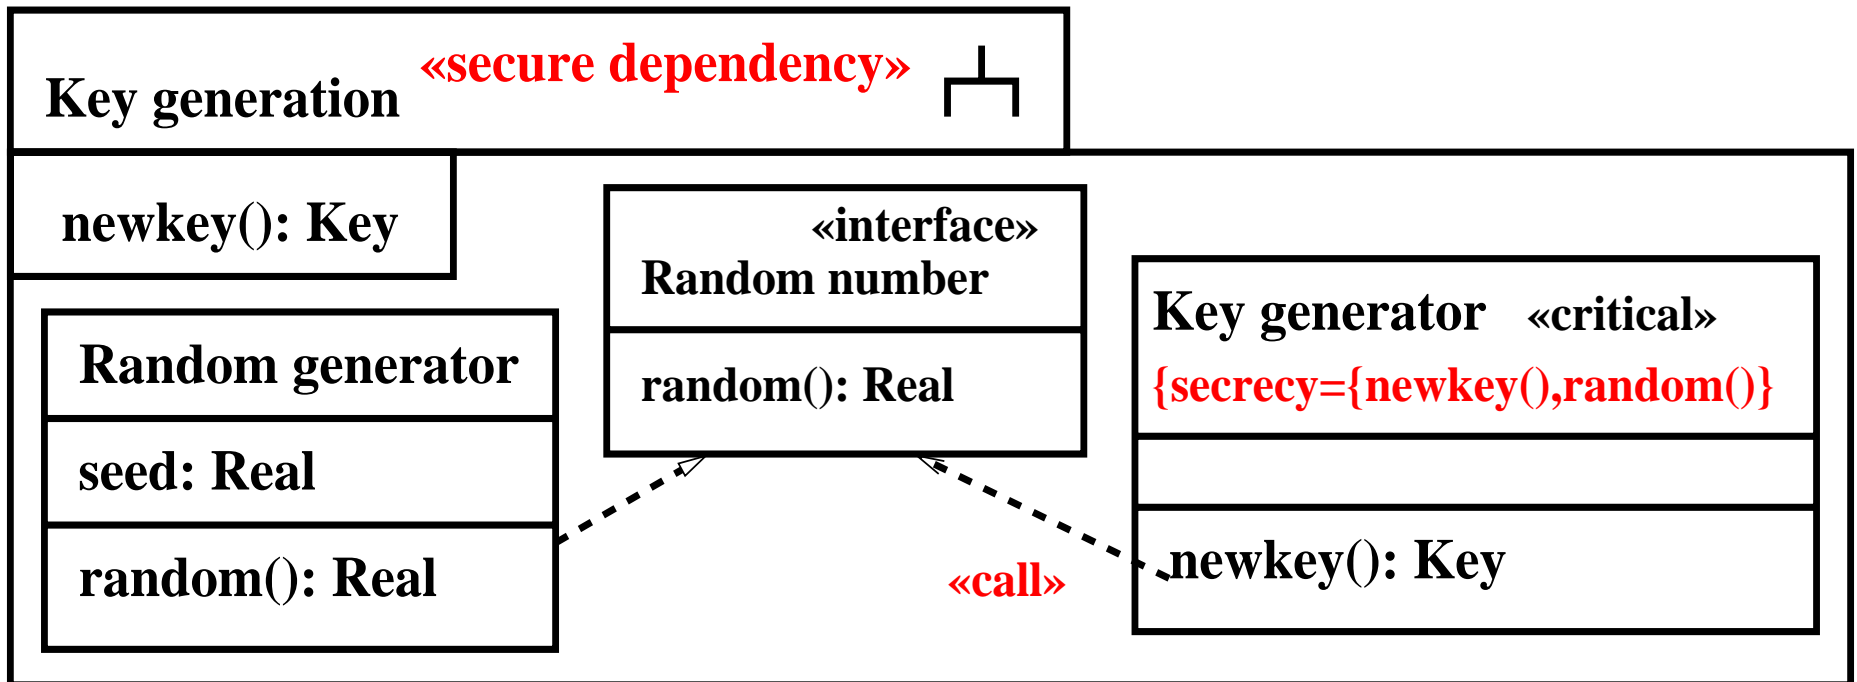 Key generation «secure dependency»
newkey(): Key
«interface»
Random number
random(): Real
Random generator
seed: Real
random(): Real
Key generator «critical»
{secrecy={newkey(),random()}
newkey(): Key
«call»